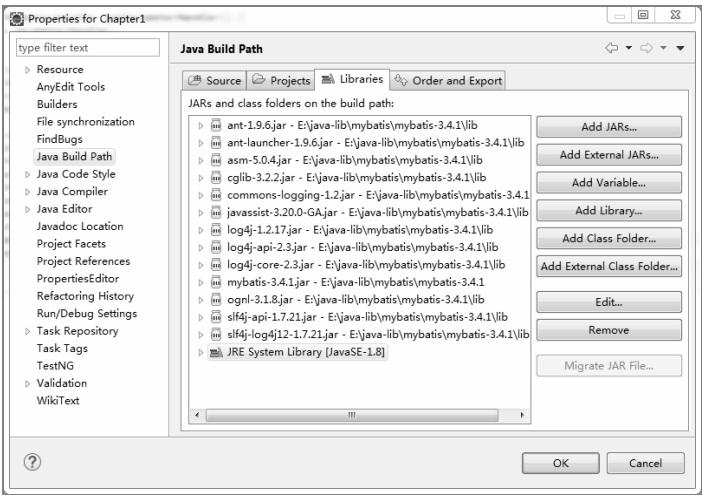 Properties for Chapter1
type filter text
Resource
AnyEdit Tools
Builders
File synchronization
FindBugs
Java Build Path
Java Code Style
Java Compiler
Java Editor
Javadoc Location
Project Facets
Project References
PropertiesEditor
Refactoring History
Run/Debug Settings
Task Repository
Task Tags
TestNG
Validation
WikiText
Java Build Path
Source Projects Libraries Order and Export
JARs and class folders on the build path:
ant-1.9.6.jar - E:\java-lib\mybatis\mybatis-3.4.1\lib
ant-launcher-1.9.6.jar - E:\java-lib\mybatis\mybatis-3.4.1\lib
asm-5.0.4.jar - E:\java-lib\mybatis\mybatis-3.4.1\lib
cglib-3.2.2.jar - E:\java-lib\mybatis\mybatis-3.4.1\lib
commons-logging-1.2.jar - E:\java-lib\mybatis\mybatis-3.4.1
javassist-3.20.0-GA.jar - E:\java-lib\mybatis\mybatis-3.4.1\lib
log4j-1.2.17.jar - E:\java-lib\mybatis\mybatis-3.4.1\lib
log4j-api-2.3.jar - E:\java-lib\mybatis\mybatis-3.4.1\lib
log4j-core-2.3.jar - E:\java-lib\mybatis\mybatis-3.4.1\lib
mybatis-3.4.1.jar - E:\java-lib\mybatis\mybatis-3.4.1
ognl-3.1.8.jar - E:\java-lib\mybatis\mybatis-3.4.1\lib
slf4j-api-1.7.21.jar - E:\java-lib\mybatis\mybatis-3.4.1\lib
slf4j-log4j12-1.7.21.jar - E:\java-lib\mybatis\mybatis-3.4.1\lib
JRE System Library [JavaSE-1.8]
Add JARs...
Add External JARs...
Add Variable...
Add Library...
Add Class Folder...
Add External Class Folder...
Edit...
Remove
Migrate JAR File...
OK
Cancel